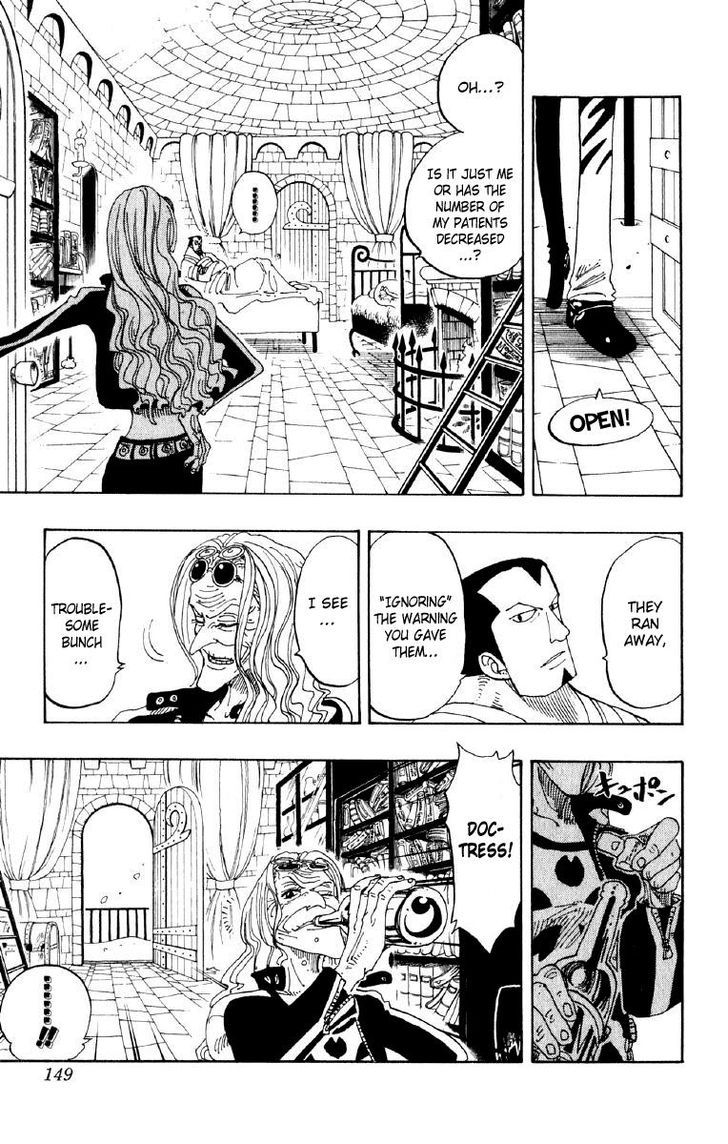 OPEN!
OH...?
IS IT JUST ME
OR HAS THE
NUMBER OF
MY PATIENTS
DECREASED
...?
......
THEY
RAN
AWAY,
"IGNORING"
THE WARNING
YOU GAVE
THEM...
I SEE
...
TROUBLE-
SOME
BUNCH
...
キュポン
DOC-
TRESS!
......!!
149